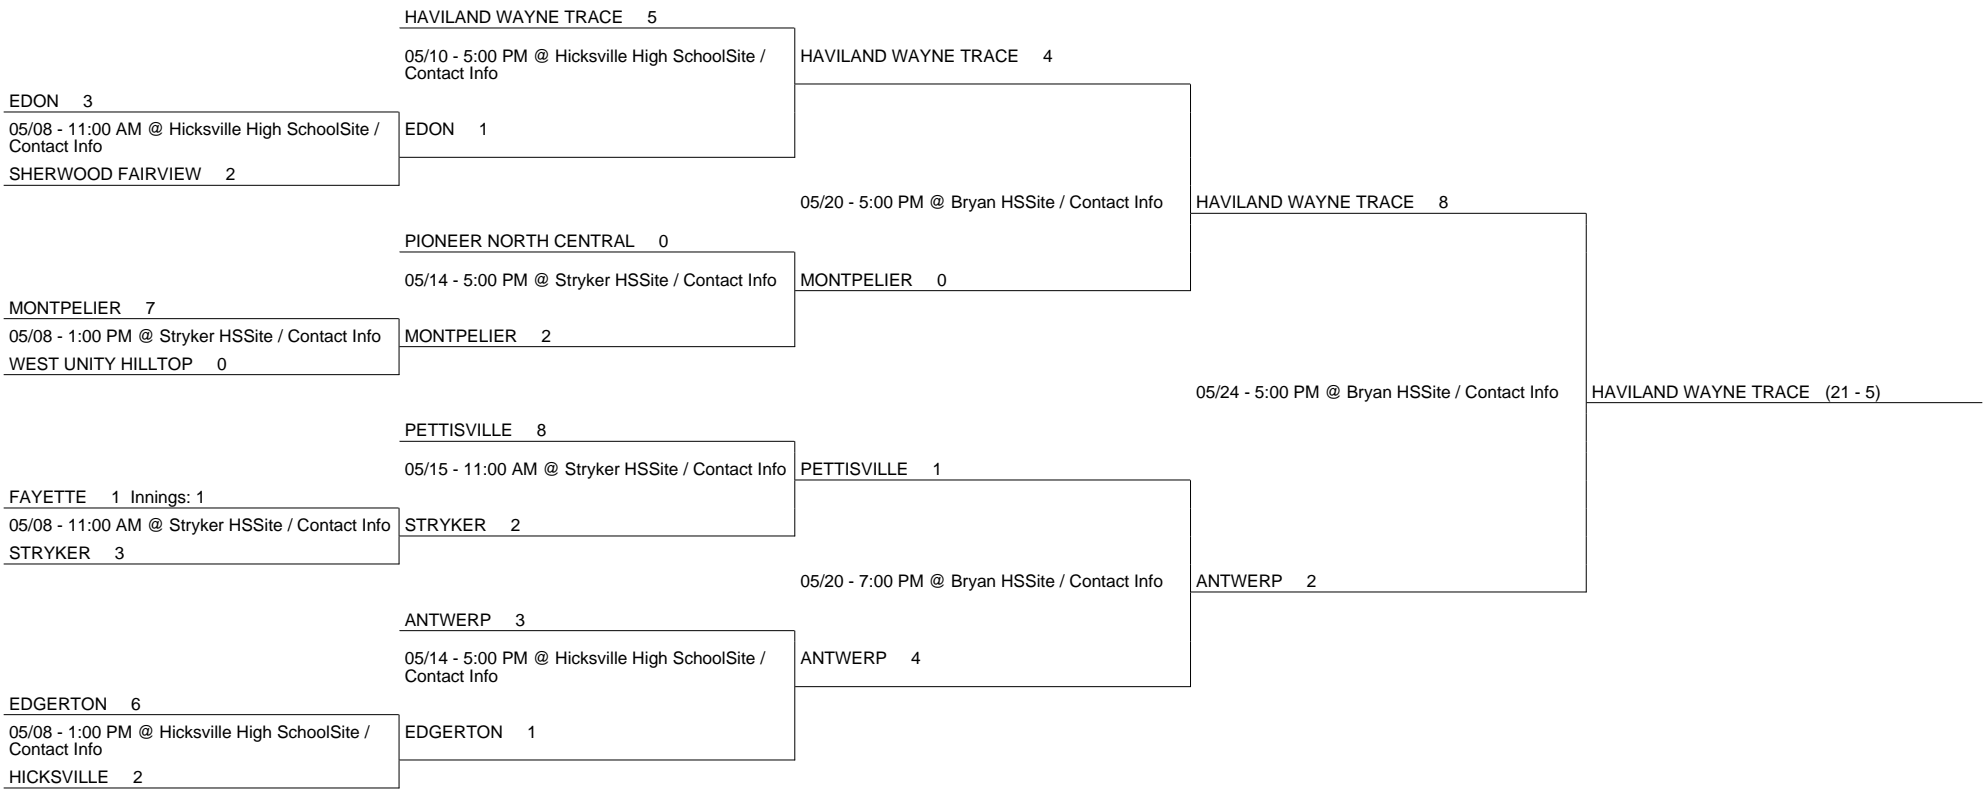 HAVILAND WAYNE TRACE 5
05/10 - 5:00 PM @ Hicksville High SchoolSite /
Contact Info
HAVILAND WAYNE TRACE 4
EDON 3
05/08 - 11:00 AM @ Hicksville High SchoolSite /
Contact Info
EDON 1
SHERWOOD FAIRVIEW 2
05/20 - 5:00 PM @ Bryan HSSite / Contact Info
HAVILAND WAYNE TRACE 8
PIONEER NORTH CENTRAL 0
05/14 - 5:00 PM @ Stryker HSSite / Contact Info
MONTPELIER 0
MONTPELIER 7
05/08 - 1:00 PM @ Stryker HSSite / Contact Info
MONTPELIER 2
WEST UNITY HILLTOP 0
05/24 - 5:00 PM @ Bryan HSSite / Contact Info
HAVILAND WAYNE TRACE (21 - 5)
PETTISVILLE 8
05/15 - 11:00 AM @ Stryker HSSite / Contact Info
PETTISVILLE 1
FAYETTE 1 Innings: 1
05/08 - 11:00 AM @ Stryker HSSite / Contact Info
STRYKER 2
STRYKER 3
05/20 - 7:00 PM @ Bryan HSSite / Contact Info
ANTWERP 2
ANTWERP 3
05/14 - 5:00 PM @ Hicksville High SchoolSite /
Contact Info
ANTWERP 4
EDGERTON 6
05/08 - 1:00 PM @ Hicksville High SchoolSite /
Contact Info
EDGERTON 1
HICKSVILLE 2